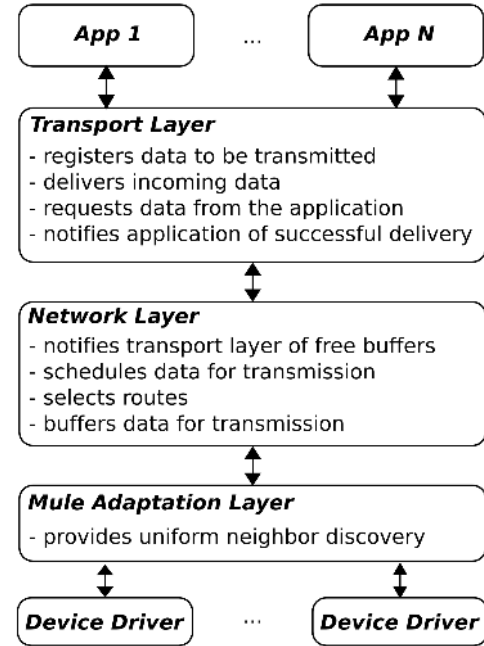 App 1 ... App N
Transport Layer
- registers data to be transmitted
- delivers incoming data
- requests data from the application
- notifies application of successful delivery
Network Layer
- notifies transport layer of free buffers
- schedules data for transmission
- selects routes
- buffers data for transmission
Mule Adaptation Layer
- provides uniform neighbor discovery
Device Driver ... Device Driver